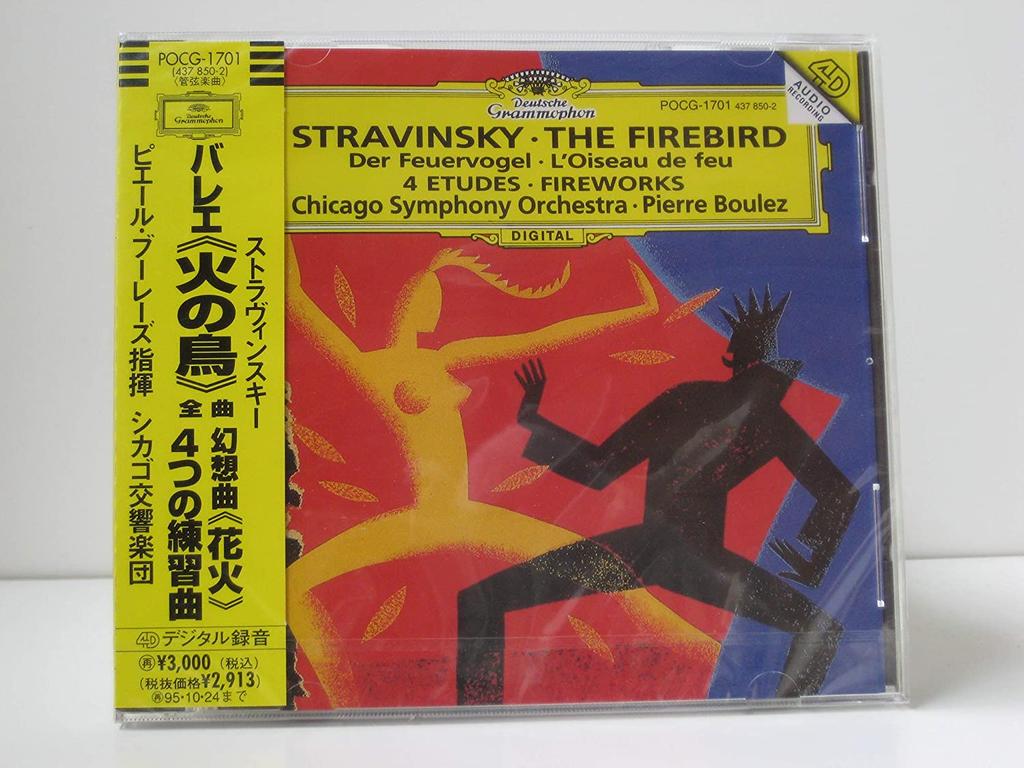 POCG-1701
(437 850-2)
〈管弦楽曲〉
Deutsche
Grammophon
ストラヴィンスキー
バレエ《火の鳥》全曲
幻想曲《花火》
4つの練習曲
ピエール・ブーレーズ指揮 シカゴ交響楽団
4D デジタル録音
再¥3,000(税込)
(税抜価格¥2,913)
再95・10・24まで
Deutsche
Grammophon
POCG-1701 437 850-2
4D
AUDIO
RECORDING
STRAVINSKY · THE FIREBIRD
Der Feuervogel · L'Oiseau de feu
4 ETUDES · FIREWORKS
Chicago Symphony Orchestra · Pierre Boulez
DIGITAL